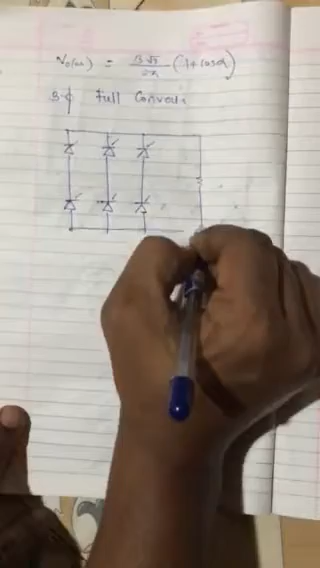 V₀(av) = 3√3 / 2π (1+cosα)
3-ϕ Full Conver